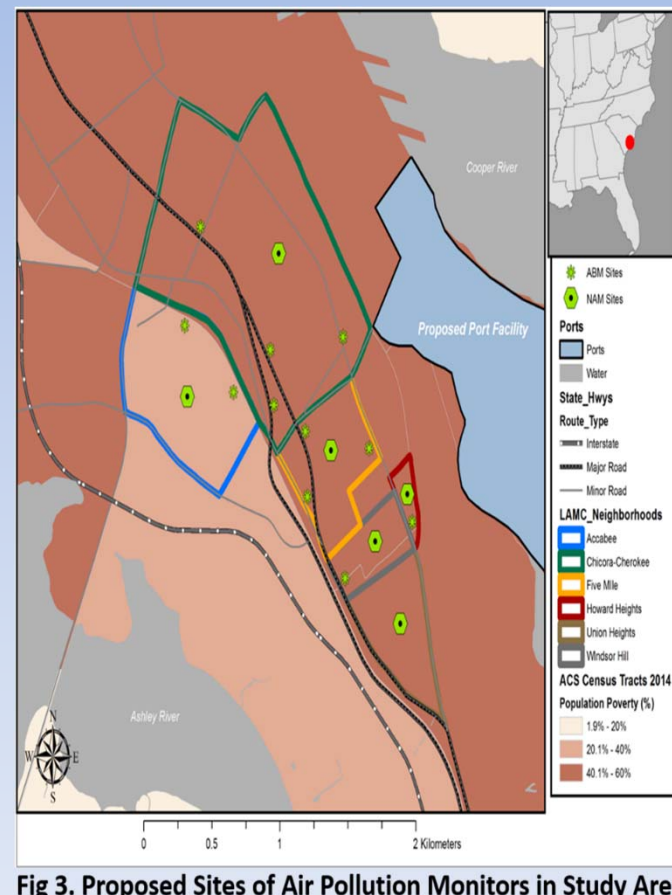 Cooper River
Proposed Port Facility
Ashley River
N
W E
S
0 0.5 1 2 Kilometers
ABM Sites
NAM Sites
Ports
Ports
Water
State_Hwys
Route_Type
Interstate
Major Road
Minor Road
LAMC_Neighborhoods
Accabee
Chicora-Cherokee
Five Mile
Howard Heights
Union Heights
Windsor Hill
ACS Census Tracts 2014
Population Poverty (%)
1.9% - 20%
20.1% - 40%
40.1% - 60%
Fig 3. Proposed Sites of Air Pollution Monitors in Study Are